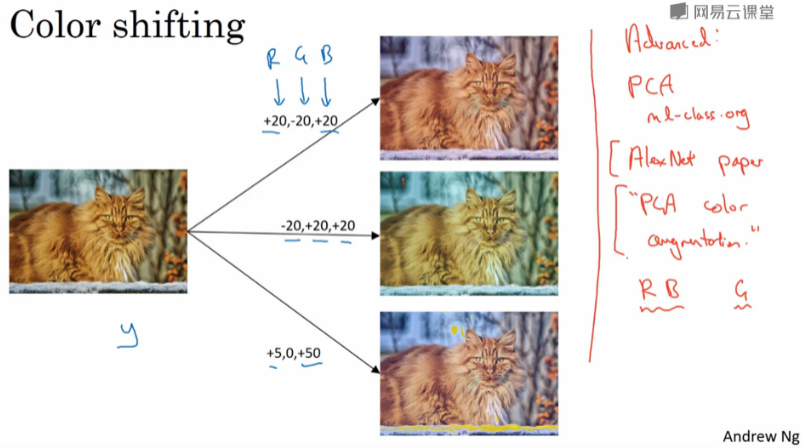 网易云课堂
Color shifting
R G B
+20,-20,+20
-20,+20,+20
+5,0,+50
y
Advanced:
PCA
ml-class.org
AlexNet paper
"PCA color
augmentation."
R B G
Andrew Ng